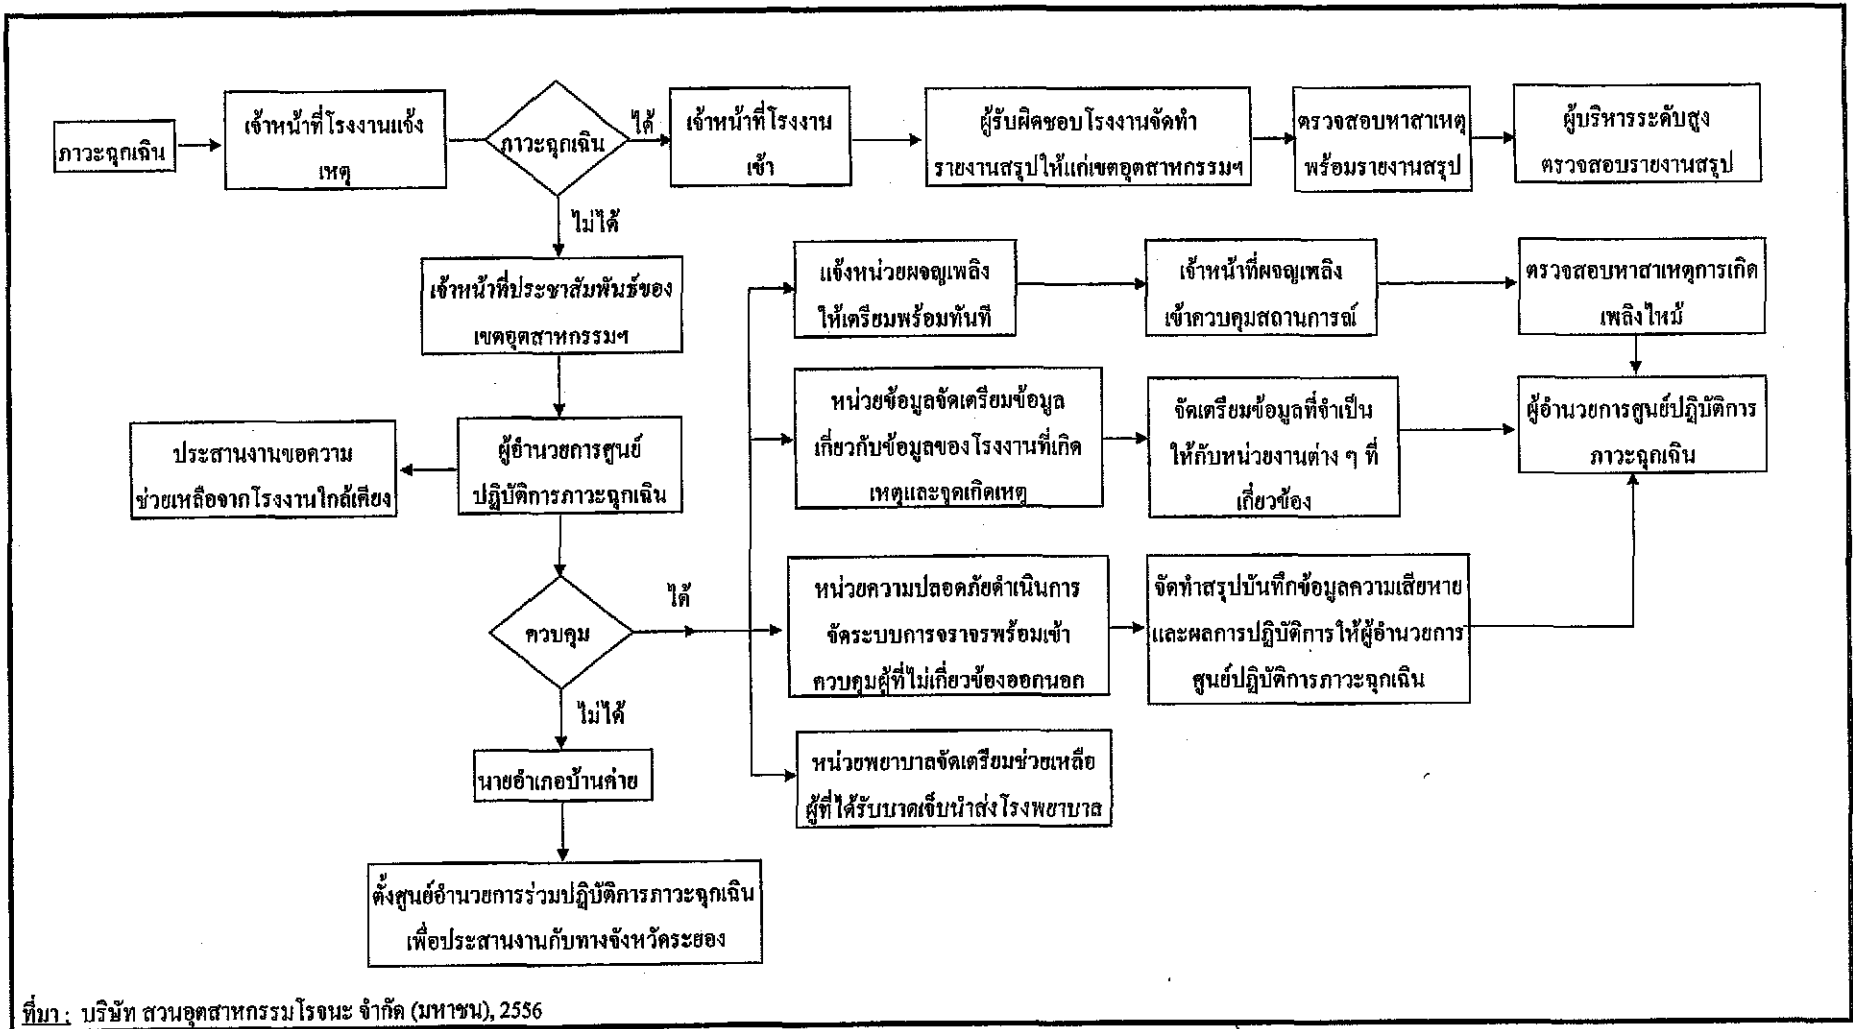 ภาวะฉุกเฉิน
เจ้าหน้าที่โรงงานแจ้ง
เหตุ
ภาวะฉุกเฉิน
ได้
เจ้าหน้าที่โรงงาน
เข้า
ผู้รับผิดชอบโรงงานจัดทำ
รายงานสรุปให้แก่เขตอุตสาหกรรมฯ
ตรวจสอบหาสาเหตุ
พร้อมรายงานสรุป
ผู้บริหารระดับสูง
ตรวจสอบรายงานสรุป
ไม่ได้
เจ้าหน้าที่ประชาสัมพันธ์ของ
เขตอุตสาหกรรมฯ
แจ้งหน่วยผจญเพลิง
ให้เตรียมพร้อมทันที
เจ้าหน้าที่ผจญเพลิง
เข้าควบคุมสถานการณ์
ตรวจสอบหาสาเหตุการเกิด
เพลิงไหม้
ประสานงานขอความ
ช่วยเหลือจากโรงงานใกล้เคียง
ผู้อำนวยการศูนย์
ปฏิบัติการภาวะฉุกเฉิน
หน่วยข้อมูลจัดเตรียมข้อมูล
เกี่ยวกับข้อมูลของโรงงานที่เกิด
เหตุและจุดเกิดเหตุ
จัดเตรียมข้อมูลที่จำเป็น
ให้กับหน่วยงานต่าง ๆ ที่
เกี่ยวข้อง
ผู้อำนวยการศูนย์ปฏิบัติการ
ภาวะฉุกเฉิน
ควบคุม
ได้
หน่วยความปลอดภัยดำเนินการ
จัดระบบการจราจรพร้อมเข้า
ควบคุมผู้ที่ไม่เกี่ยวข้องออกนอก
จัดทำสรุปบันทึกข้อมูลความเสียหาย
และผลการปฏิบัติการให้ผู้อำนวยการ
ศูนย์ปฏิบัติการภาวะฉุกเฉิน
ไม่ได้
นายอำเภอบ้านค่าย
หน่วยพยาบาลจัดเตรียมช่วยเหลือ
ผู้ที่ได้รับบาดเจ็บนำส่งโรงพยาบาล
ตั้งศูนย์อำนวยการร่วมปฏิบัติการภาวะฉุกเฉิน
เพื่อประสานงานกับทางจังหวัดระยอง
ที่มา : บริษัท สวนอุตสาหกรรมโรจนะ จำกัด (มหาชน), 2556